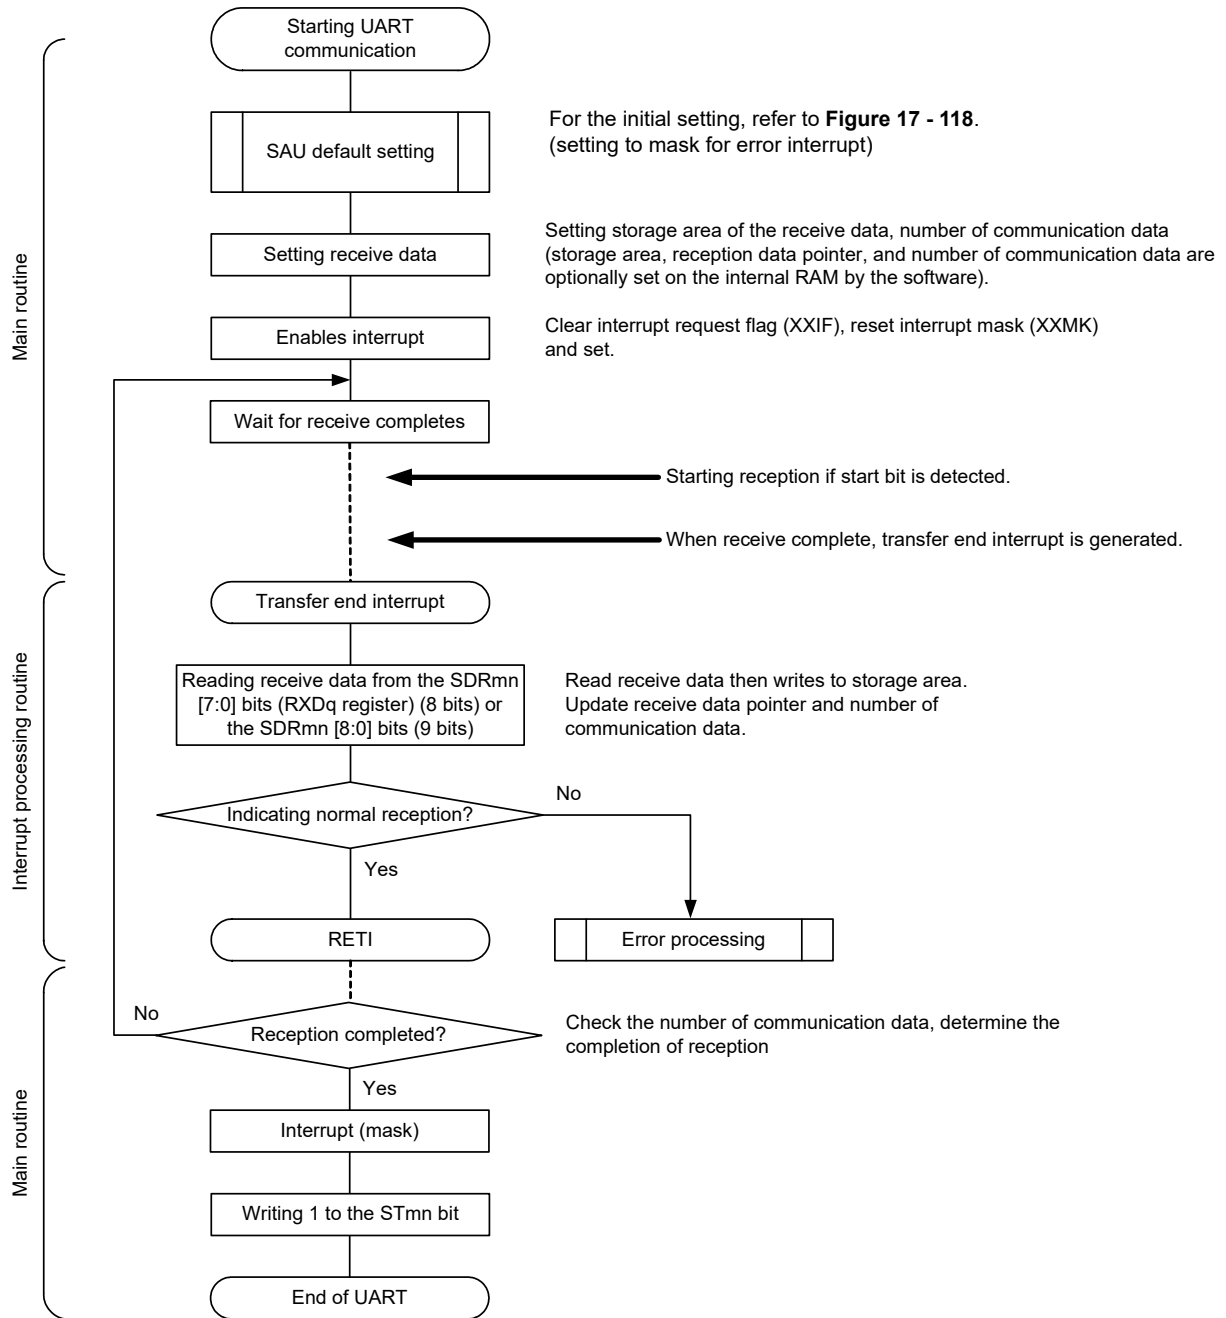 Starting UART
communication
SAU default setting
For the initial setting, refer to Figure 17 - 118.
(setting to mask for error interrupt)
Main routine
Setting receive data
Setting storage area of the receive data, number of communication data
(storage area, reception data pointer, and number of communication data are
optionally set on the internal RAM by the software).
Enables interrupt
Clear interrupt request flag (XXIF), reset interrupt mask (XXMK)
and set.
Wait for receive completes
Starting reception if start bit is detected.
When receive complete, transfer end interrupt is generated.
Interrupt processing routine
Transfer end interrupt
Reading receive data from the SDRmn
[7:0] bits (RXDq register) (8 bits) or
the SDRmn [8:0] bits (9 bits)
Read receive data then writes to storage area.
Update receive data pointer and number of
communication data.
Indicating normal reception?
No
Yes
RETI
Error processing
Main routine
No
Reception completed?
Check the number of communication data, determine the
completion of reception
Yes
Interrupt (mask)
Writing 1 to the STmn bit
End of UART